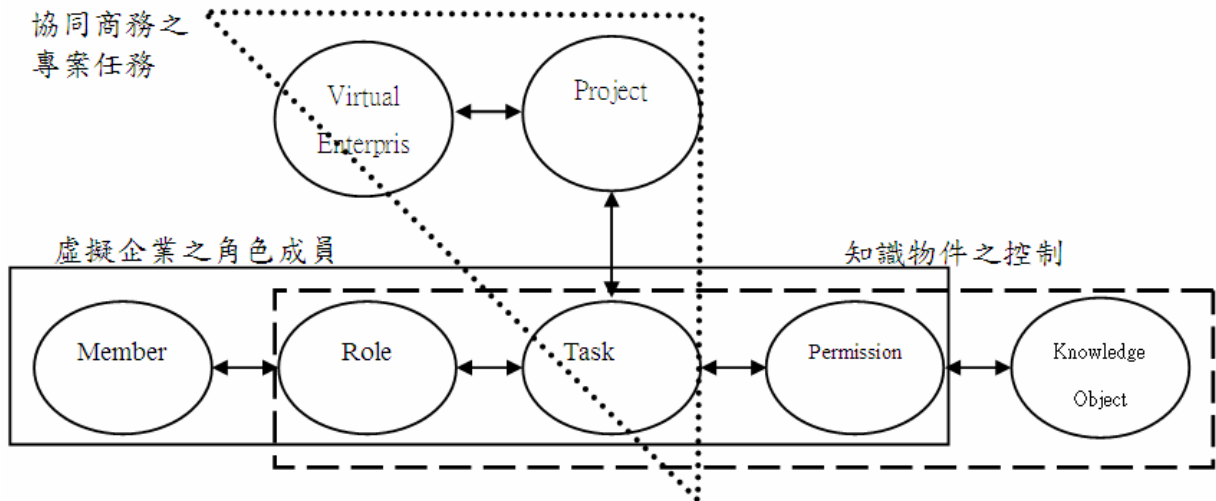 協同商務之
專案任務
Virtual
Enterpris
Project
虛擬企業之角色成員
知識物件之控制
Member
Role
Task
Permission
Knowledge
Object